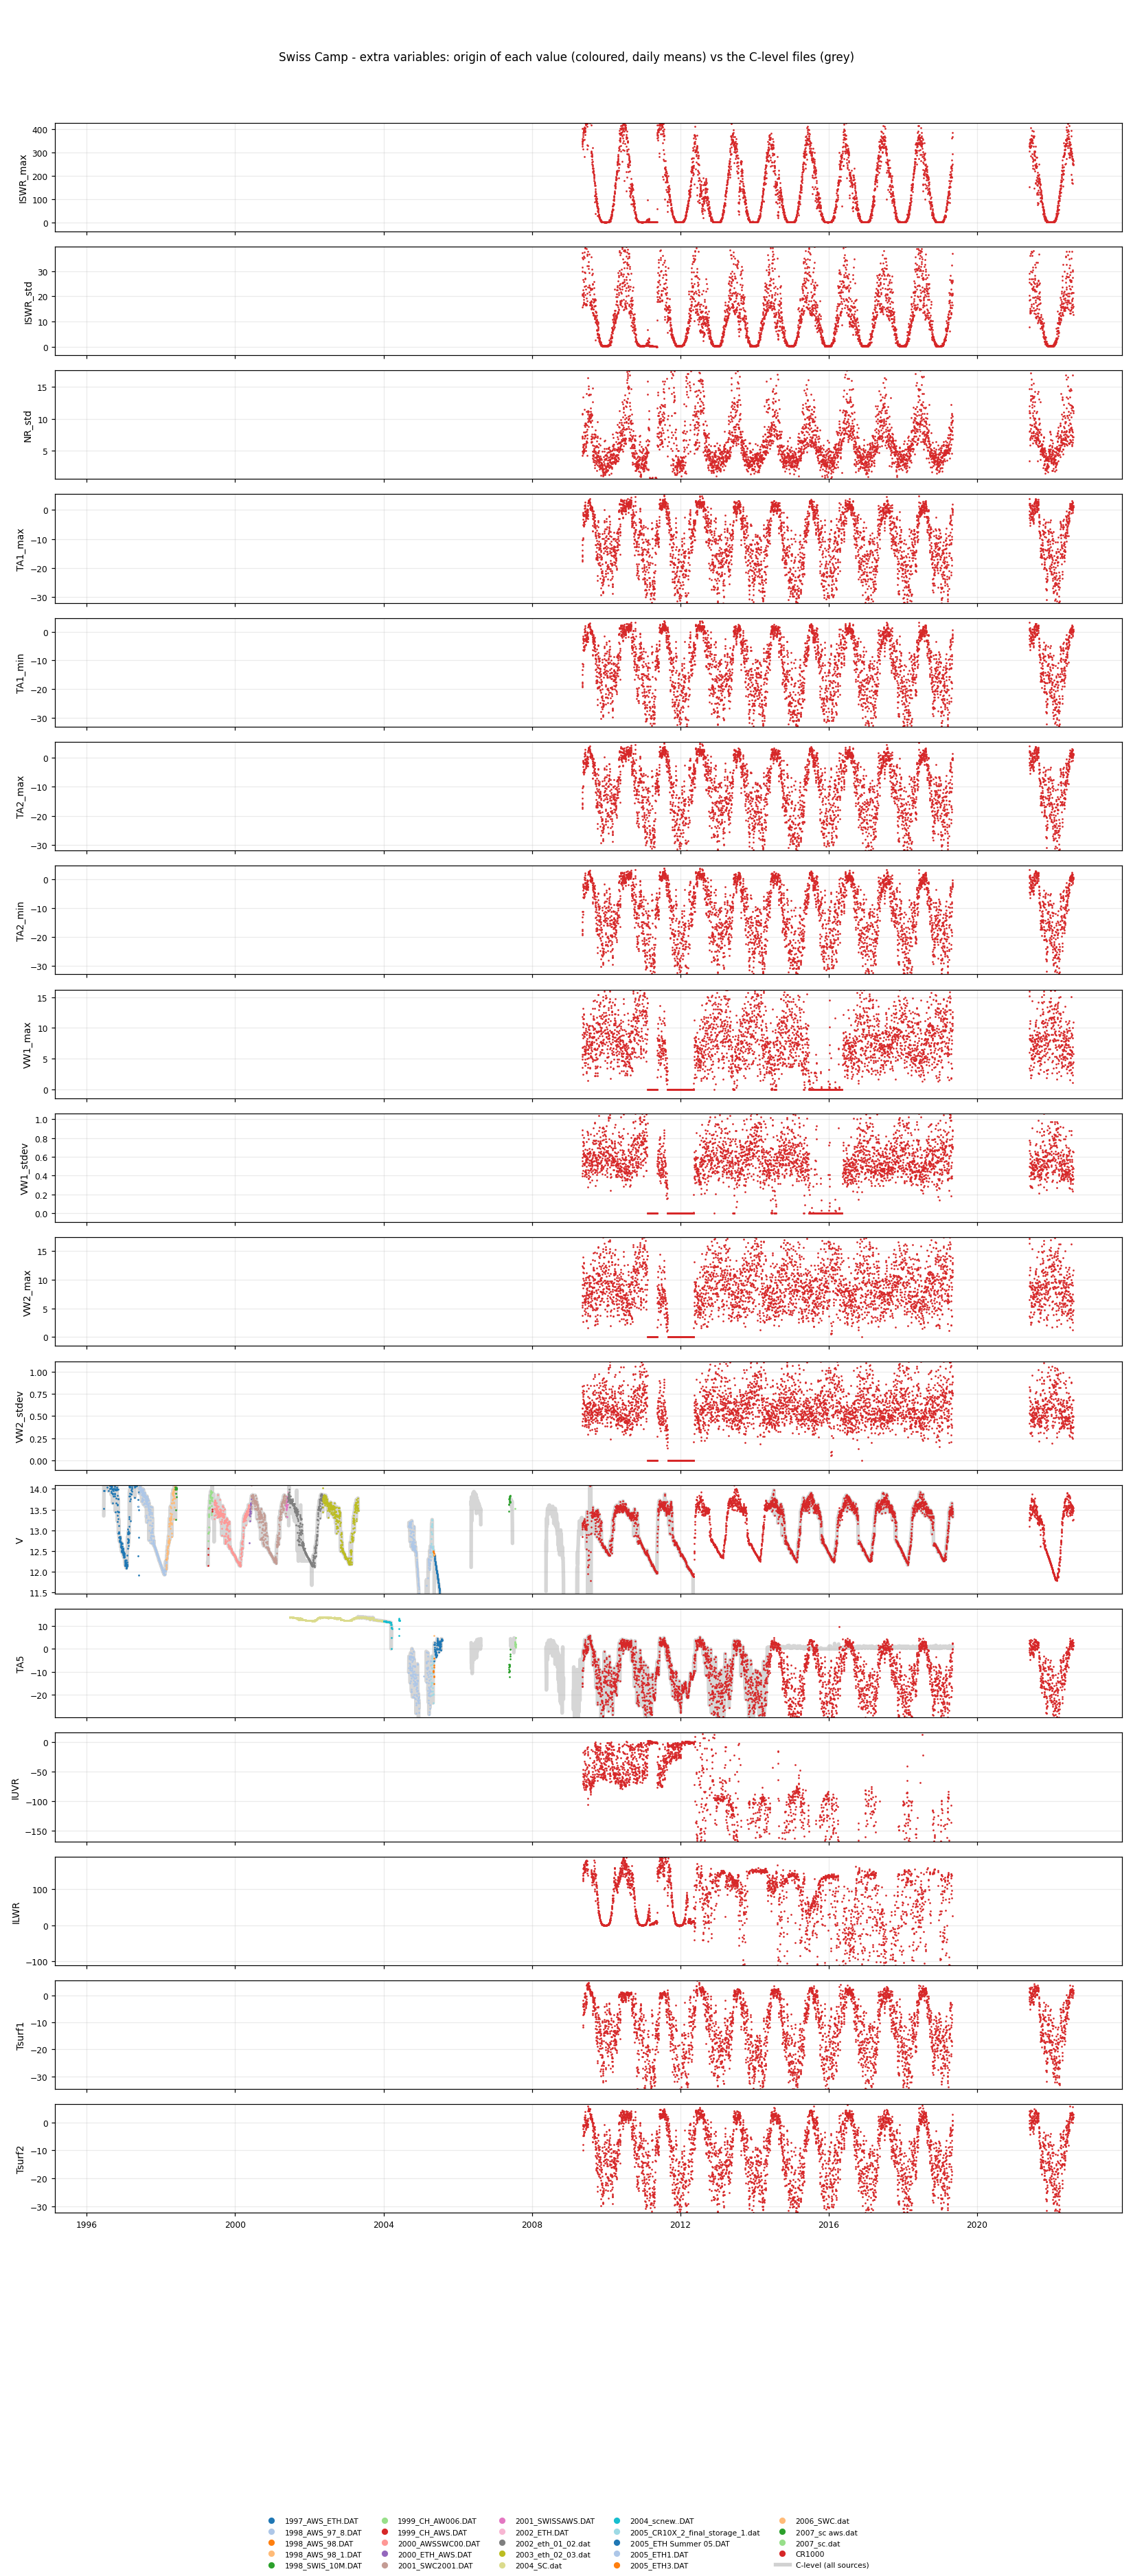 Swiss Camp - extra variables: origin of each value (coloured, daily means) vs the C-level files (grey)
ISWR_max
400
300
200
100
0
ISWR_std
30
20
10
0
NR_std
15
10
5
TA1_max
0
−10
−20
−30
TA1_min
0
−10
−20
−30
TA2_max
0
−10
−20
−30
TA2_min
0
−10
−20
−30
VW1_max
15
10
5
0
VW1_stdev
1.0
0.8
0.6
0.4
0.2
0.0
VW2_max
15
10
5
0
VW2_stdev
1.00
0.75
0.50
0.25
0.00
V
14.0
13.5
13.0
12.5
12.0
11.5
TA5
10
0
−10
−20
IUVR
0
−50
−100
−150
ILWR
100
0
−100
Tsurf1
0
−10
−20
−30
Tsurf2
0
−10
−20
−30
1996 2000 2004 2008 2012 2016 2020
1997_AWS_ETH.DAT
1998_AWS_97_8.DAT
1998_AWS_98.DAT
1998_AWS_98_1.DAT
1998_SWIS_10M.DAT
1999_CH_AW006.DAT
1999_CH_AWS.DAT
2000_AWSSWC00.DAT
2000_ETH_AWS.DAT
2001_SWC2001.DAT
2001_SWISSAWS.DAT
2002_ETH.DAT
2002_eth_01_02.dat
2003_eth_02_03.dat
2004_SC.dat
2004_scnew..DAT
2005_CR10X_2_final_storage_1.dat
2005_ETH Summer 05.DAT
2005_ETH1.DAT
2005_ETH3.DAT
2006_SWC.dat
2007_sc aws.dat
2007_sc.dat
CR1000
C-level (all sources)